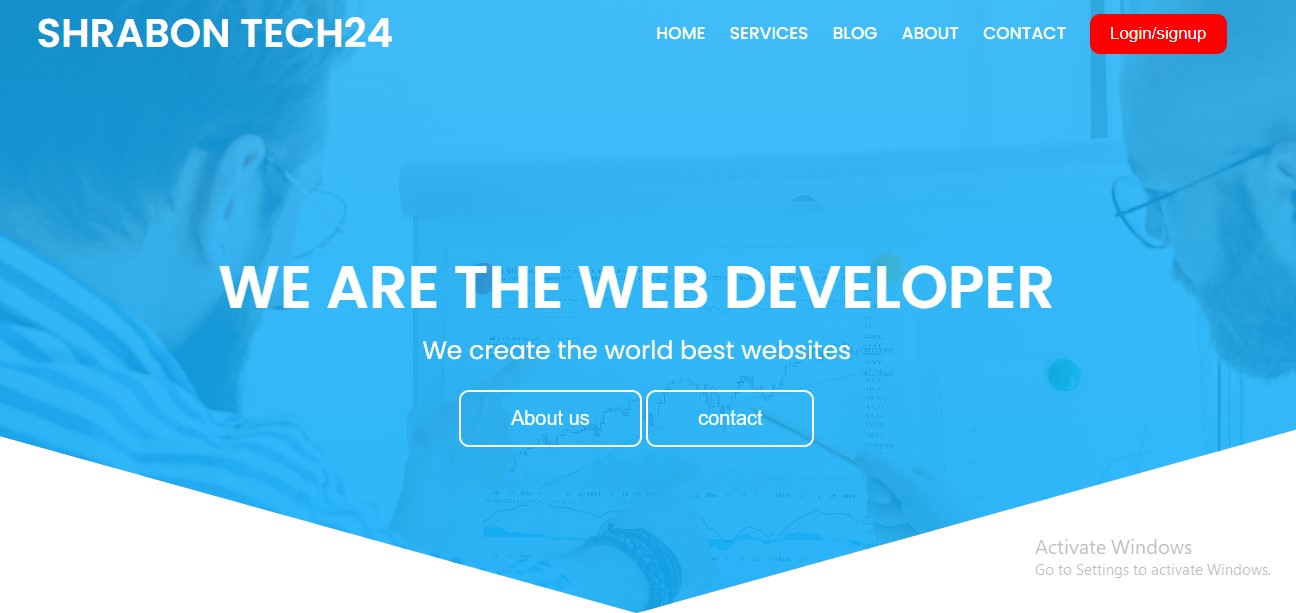 SHRABON TECH24
HOME SERVICES BLOG ABOUT CONTACT Login/signup
WE ARE THE WEB DEVELOPER
We create the world best websites
About us contact
Activate Windows
Go to Settings to activate Windows.